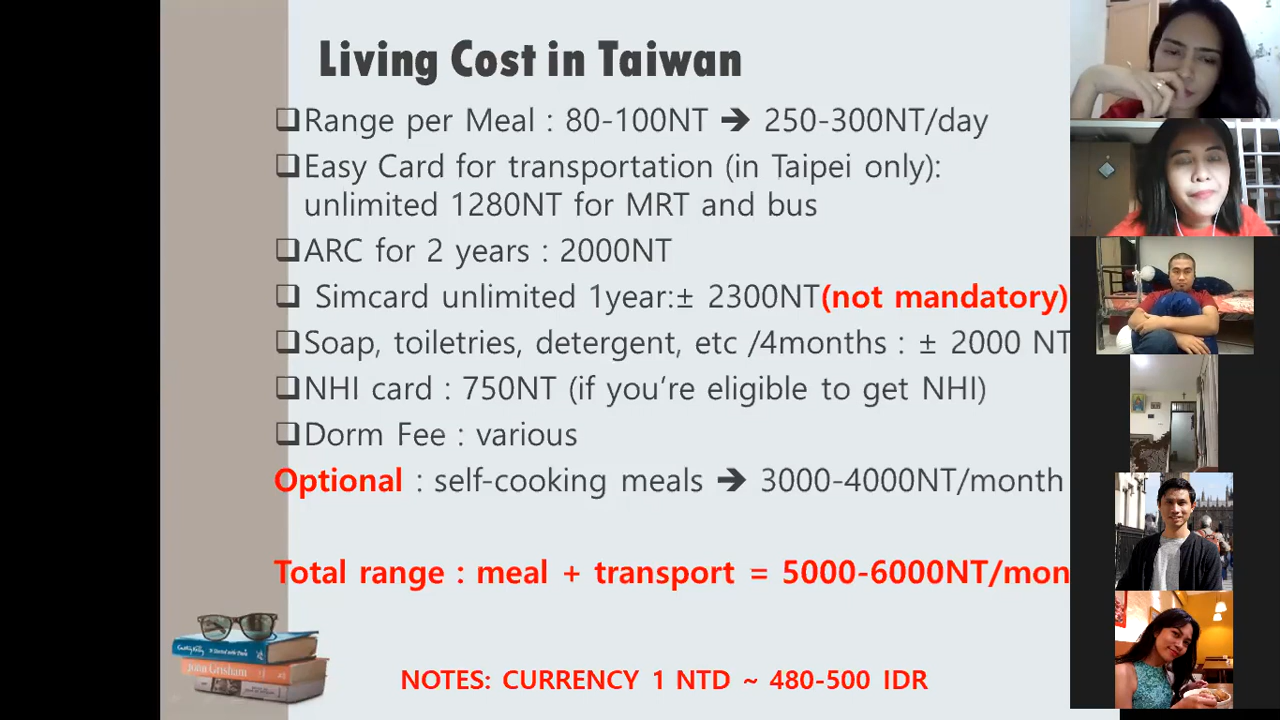 Living Cost in Taiwan
❑Range per Meal : 80-100NT ➔ 250-300NT/day
❑Easy Card for transportation (in Taipei only):
unlimited 1280NT for MRT and bus
❑ARC for 2 years : 2000NT
❑ Simcard unlimited 1year:± 2300NT(not mandatory)
❑Soap, toiletries, detergent, etc /4months : ± 2000 NT
❑NHI card : 750NT (if you’re eligible to get NHI)
❑Dorm Fee : various
Optional : self-cooking meals ➔ 3000-4000NT/month
Total range : meal + transport = 5000-6000NT/mon
John Grisham
NOTES: CURRENCY 1 NTD ~ 480-500 IDR